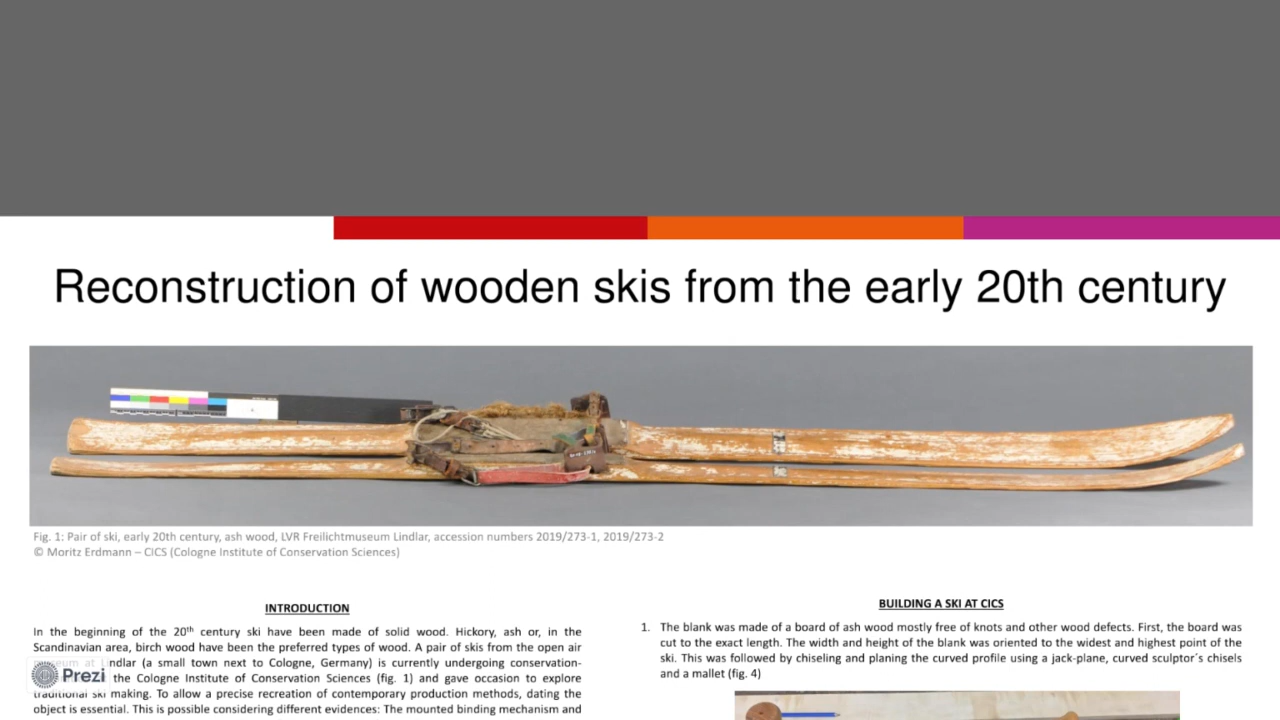 Reconstruction of wooden skis from the early 20th century
Fig. 1: Pair of ski, early 20th century, ash wood, LVR Freilichtmuseum Lindlar, accession numbers 2019/273-1, 2019/273-2
© Moritz Erdmann – CICS (Cologne Institute of Conservation Sciences)
INTRODUCTION
In the beginning of the 20th century ski have been made of solid wood. Hickory, ash or, in the
Scandinavian area, birch wood have been the preferred types of wood. A pair of skis from the open air
museum at Lindlar (a small town next to Cologne, Germany) is currently undergoing conservation-
the Cologne Institute of Conservation Sciences (fig. 1) and gave occasion to explore
traditional ski making. To allow a precise recreation of contemporary production methods, dating the
object is essential. This is possible considering different evidences: The mounted binding mechanism and
Prezi
BUILDING A SKI AT CICS
1. The blank was made of a board of ash wood mostly free of knots and other wood defects. First, the board was
cut to the exact length. The width and height of the blank was oriented to the widest and highest point of the
ski. This was followed by chiseling and planing the curved profile using a jack-plane, curved sculptor´s chisels
and a mallet (fig. 4)